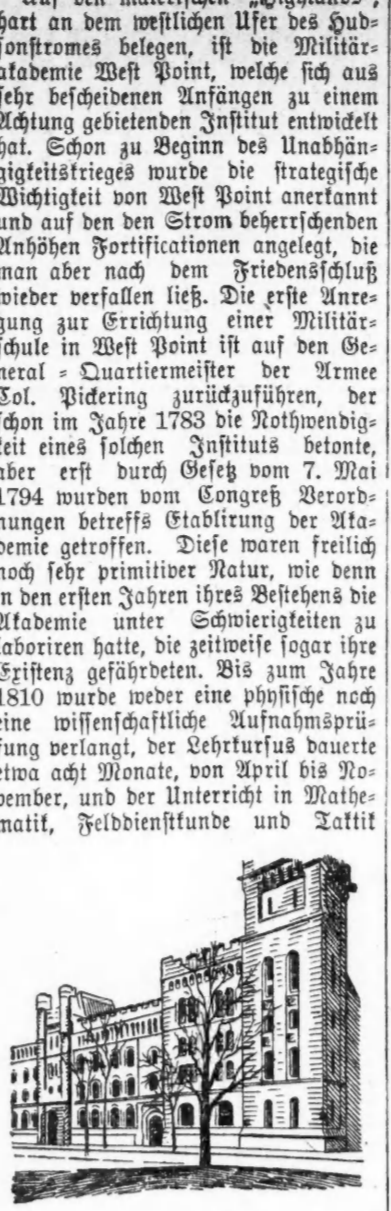 Auf den malerischen „Highlands",
hart an dem westlichen Ufer des Hud-
sonstromes belegen, ist die Militär-
akademie West Point, welche sich aus
sehr bescheidenen Anfängen zu einem
Achtung gebietenden Institut entwickelt
hat. Schon zu Beginn des Unabhän-
gigkeitskrieges wurde die strategische
Wichtigkeit von West Point anerkannt
und auf den den Strom beherrschenden
Anhöhen Fortificationen angelegt, die
man aber nach dem Friedensschluß
wieder verfallen ließ. Die erste Anre-
gung zur Errichtung einer Militär-
schule in West Point ist auf den Ge-
neral-Quartiermeister der Armee
Col. Pickering zurückzuführen, der
schon im Jahre 1783 die Nothwendig-
keit eines solchen Instituts betonte,
aber erst durch Gesetz vom 7. Mai
1794 wurden vom Congreß Verord-
nungen betreffs Etablirung der Aka-
demie getroffen. Diese waren freilich
noch sehr primitiver Natur, wie denn
in den ersten Jahren ihres Bestehens die
Akademie unter Schwierigkeiten zu
laboriren hatte, die zeitweise sogar ihre
Existenz gefährdeten. Bis zum Jahre
1810 wurde weder eine physische noch
eine wissenschaftliche Aufnahmsprü-
fung verlangt, der Lehrkursus dauerte
etwa acht Monate, von April bis No-
vember, und der Unterricht in Mathe-
matik, Felddienstkunde und Taktik